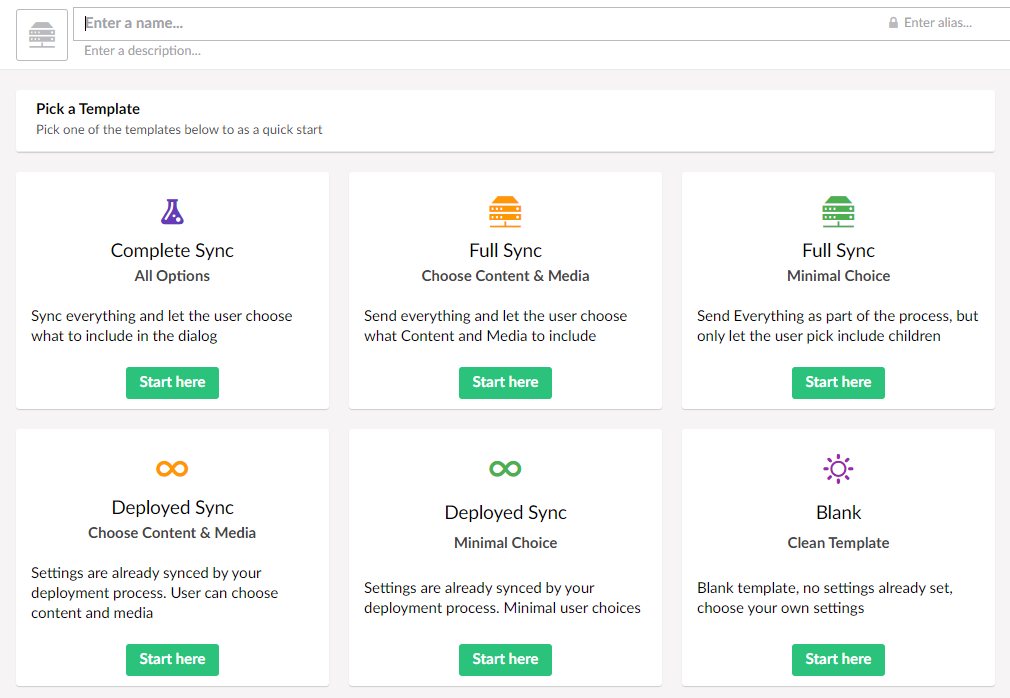 Enter a name...
Enter alias...
Enter a description...
Pick a Template
Pick one of the templates below to as a quick start
Complete Sync
All Options
Sync everything and let the user choose
what to include in the dialog
Start here
Full Sync
Choose Content & Media
Send everything and let the user choose
what Content and Media to include
Start here
Full Sync
Minimal Choice
Send Everything as part of the process, but
only let the user pick include children
Start here
Deployed Sync
Choose Content & Media
Settings are already synced by your
deployment process. User can choose
content and media
Start here
Deployed Sync
Minimal Choice
Settings are already synced by your
deployment process. Minimal user choices
Start here
Blank
Clean Template
Blank template, no settings already set,
choose your own settings
Start here